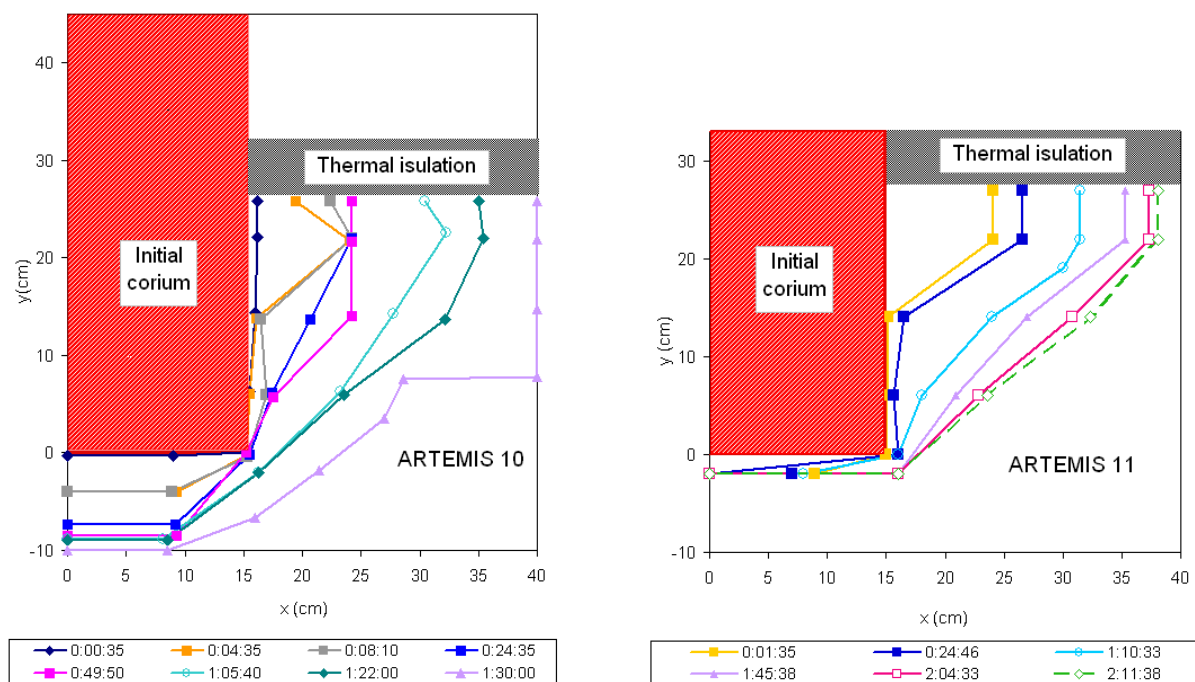 40
30
20
10
0
-10
y(cm)
Thermal isulation
Initial
corium
ARTEMIS 10
0 5 10 15 20 25 30 35 40
x (cm)
0:00:35 0:04:35 0:08:10 0:24:35
0:49:50 1:05:40 1:22:00 1:30:00
40
30
20
10
0
-10
y (cm)
Thermal isulation
Initial
corium
ARTEMIS 11
0 5 10 15 20 25 30 35 40
x (cm)
0:01:35 0:24:46 1:10:33
1:45:38 2:04:33 2:11:38